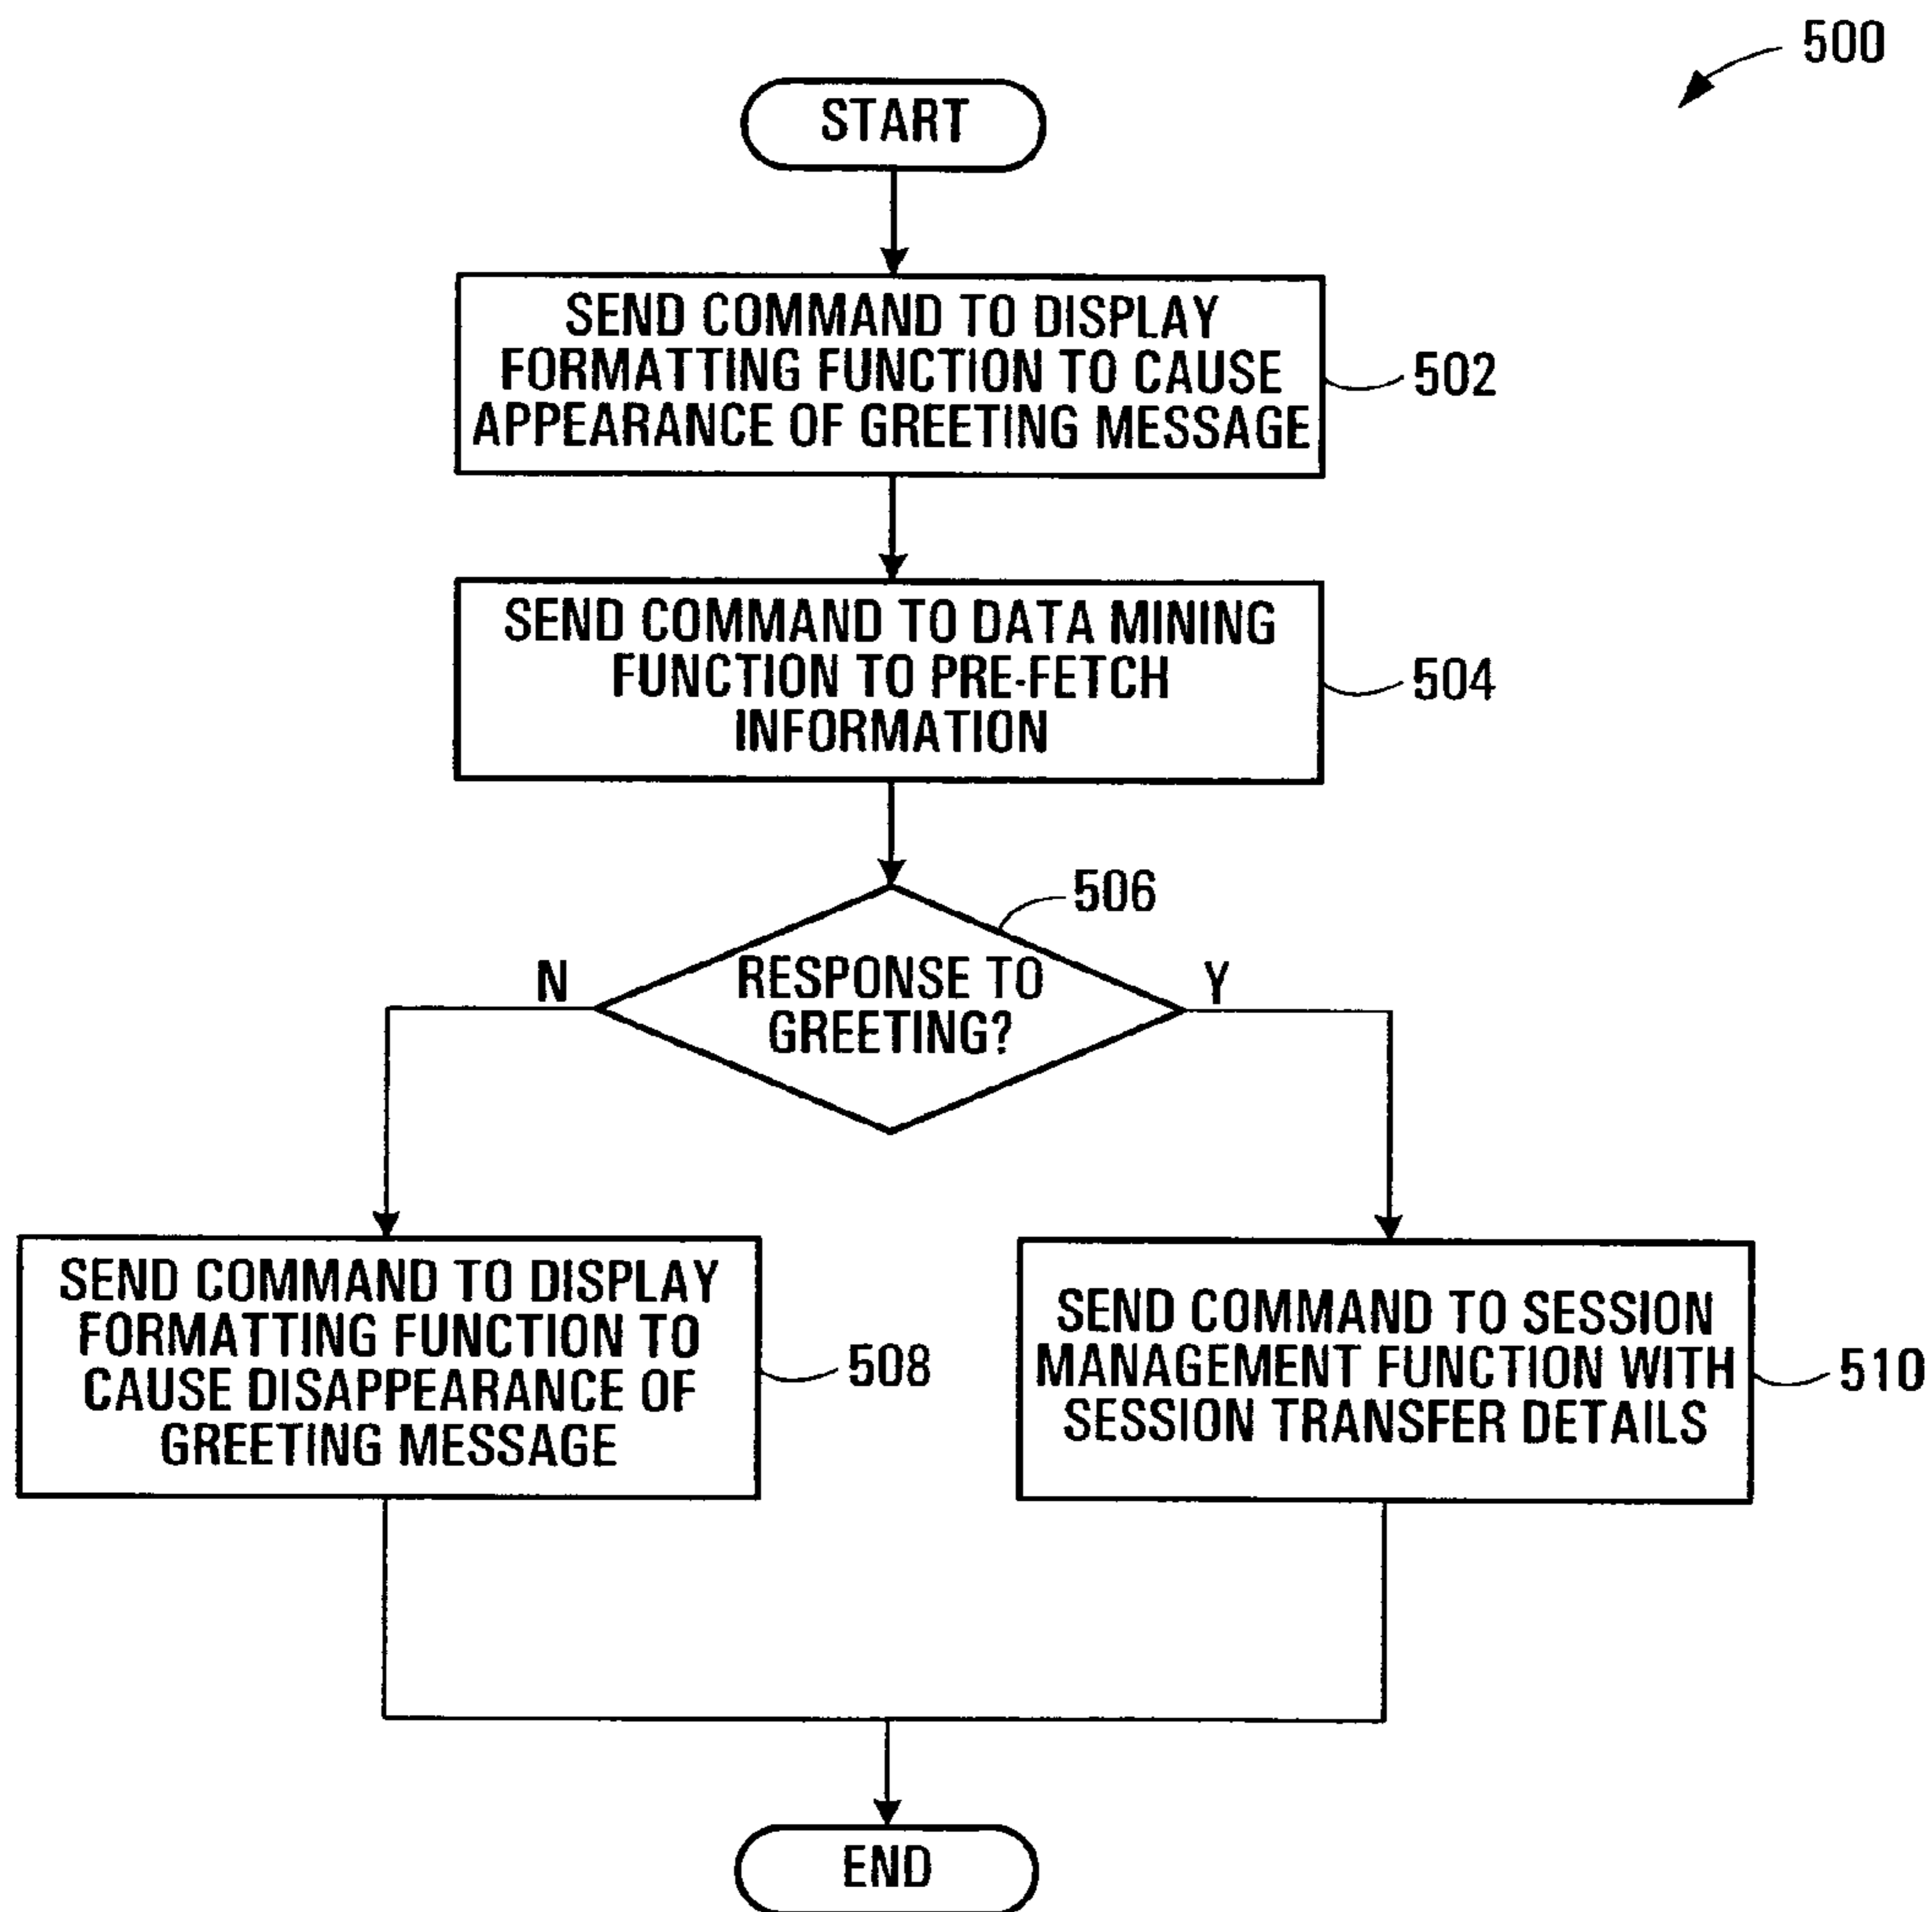 500
START
SEND COMMAND TO DISPLAY
FORMATTING FUNCTION TO CAUSE
APPEARANCE OF GREETING MESSAGE
502
SEND COMMAND TO DATA MINING
FUNCTION TO PRE-FETCH
INFORMATION
504
506
RESPONSE TO
GREETING?
N
Y
SEND COMMAND TO DISPLAY
FORMATTING FUNCTION TO
CAUSE DISAPPEARANCE OF
GREETING MESSAGE
508
SEND COMMAND TO SESSION
MANAGEMENT FUNCTION WITH
SESSION TRANSFER DETAILS
510
END